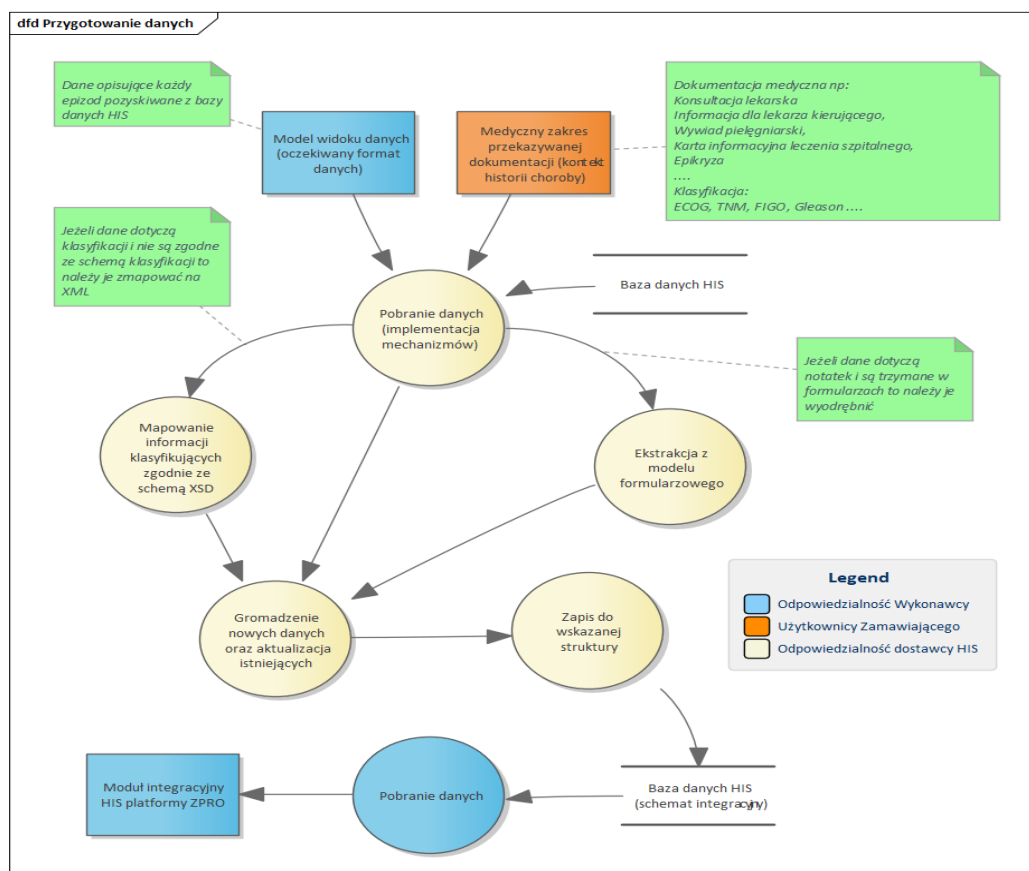 dfd Przygotowanie danych
Dane opisujące każdy
epizod pozyskiwane z bazy
danych HIS
Model widoku danych
(oczekiwany format
danych)
Medyczny zakres
przekazywanej
dokumentacji (kontekt
historii choroby)
Dokumentacja medyczna np:
Konsultacja lekarska
Informacja dla lekarza kierującego,
Wywiad pielęgniarski,
Karta informacyjna leczenia szpitalnego,
Epikryza
....
Klasyfikacja:
ECOG, TNM, FIGO, Gleason ....
Jeżeli dane dotyczą
klasyfikacji i nie są zgodne
ze schemą klasyfikacji to
należy je zmapować na
XML
Baza danych HIS
Pobranie danych
(implementacja
mechanizmów)
Jeżeli dane dotyczą
notatek i są trzymane w
formularzach to należy je
wyodrębnić
Mapowanie
informacji
klasyfikujących
zgodnie ze
schemą XSD
Ekstrakcja z
modelu
formularzowego
Gromadzenie
nowych danych
oraz aktualizacja
istniejących
Zapis do
wskazanej
struktury
Legend
Odpowiedzialność Wykonawcy
Użytkownicy Zamawiającego
Odpowiedzialność dostawcy HIS
Moduł integracyjny
HIS platformy ZPRO
Pobranie danych
Baza danych HIS
(schemat integracyjny)